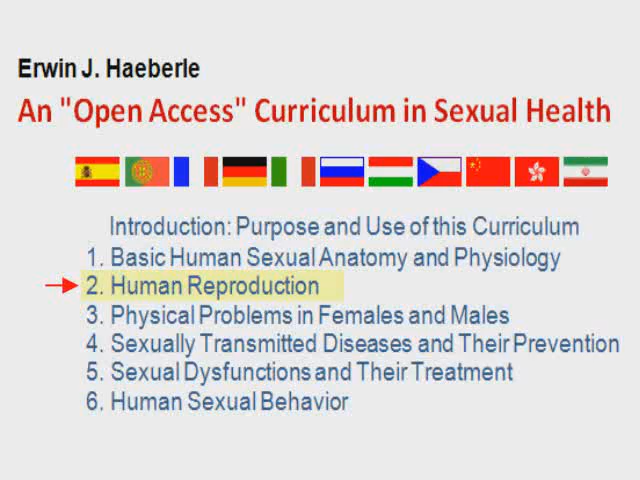 Erwin J. Haeberle
An "Open Access" Curriculum in Sexual Health
Introduction: Purpose and Use of this Curriculum
1. Basic Human Sexual Anatomy and Physiology
2. Human Reproduction
3. Physical Problems in Females and Males
4. Sexually Transmitted Diseases and Their Prevention
5. Sexual Dysfunctions and Their Treatment
6. Human Sexual Behavior